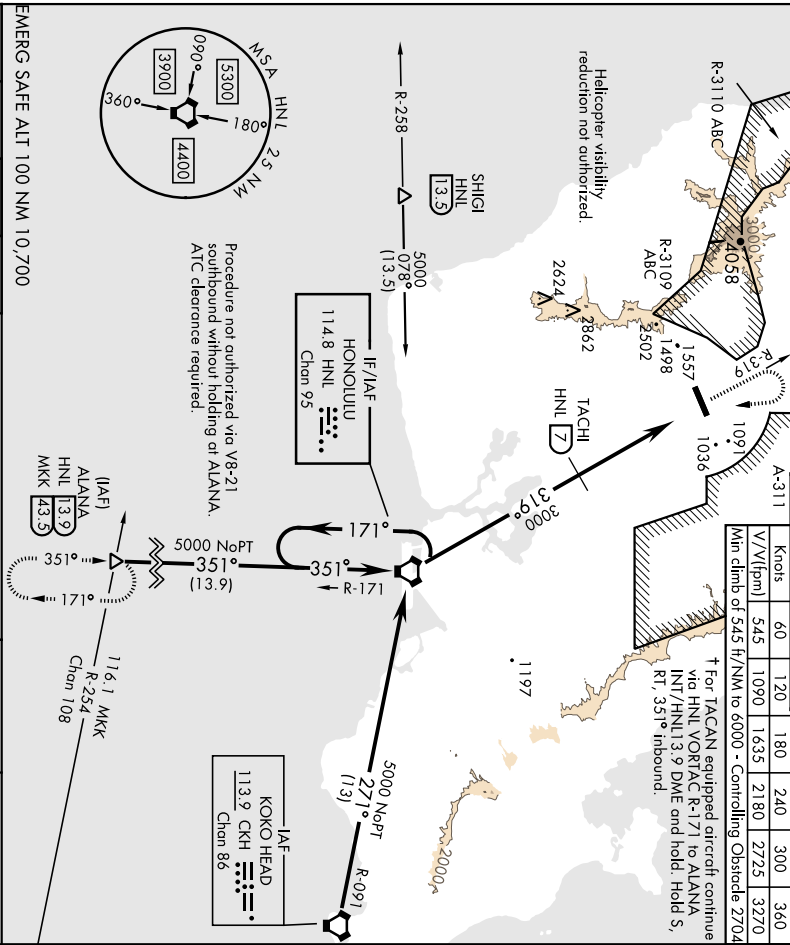 R-3110 ABC
3000
4058
R-3109
ABC
1557
1498
2502
2862
2624
R-319
1091
1036
A-311
Knots 60 120 180 240 300 360
V/V(fpm) 545 1090 1635 2180 2725 3270
Min climb of 545 ft/NM to 6000 - Controlling Obstacle 2704
† For TACAN equipped aircraft continue
via HNL VORTAC R-171 to ALANA
INT/HNL13.9 DME and hold. Hold S,
RT, 351° inbound.
Helicopter visibility
reduction not authorized.
TACHI
HNL 7
319°
3000
1197
2000
SHIGI
HNL
13.5
R-258
5000
078°
(13.5)
IF/IAF
HONOLULU
114.8 HNL
Chan 95
171°
351°
R-171
5000 NoPT
351°
(13.9)
5000 NoPT
271°
(13)
R-091
IAF
KOKO HEAD
113.9 CKH
Chan 86
MSA HNL 25 NM
5300
090°
3900
360°
180°
4400
Procedure not authorized via V8-21
southbound without holding at ALANA.
ATC clearance required.
(IAF)
ALANA
HNL 13.9
MKK 43.5
351°
171°
116.1 MKK
R-254
Chan 108
EMERG SAFE ALT 100 NM 10,700